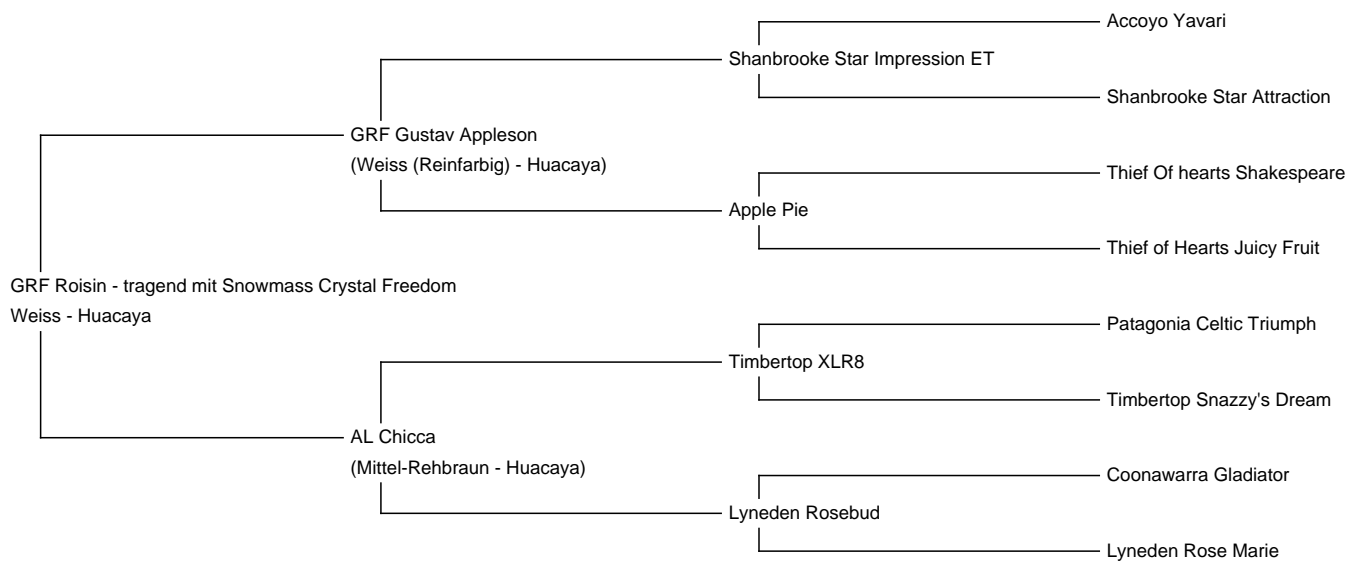 Accoyo Yavari
Shanbrooke Star Impression ET
Shanbrooke Star Attraction
GRF Gustav Appleson
(Weiss (Reinfarbig) - Huacaya)
Thief Of hearts Shakespeare
Apple Pie
Thief of Hearts Juicy Fruit
GRF Roisin - tragend mit Snowmass Crystal Freedom
Weiss - Huacaya
Patagonia Celtic Triumph
Timbertop XLR8
Timbertop Snazzy's Dream
AL Chicca
(Mittel-Rehbraun - Huacaya)
Coonawarra Gladiator
Lyneden Rosebud
Lyneden Rose Marie